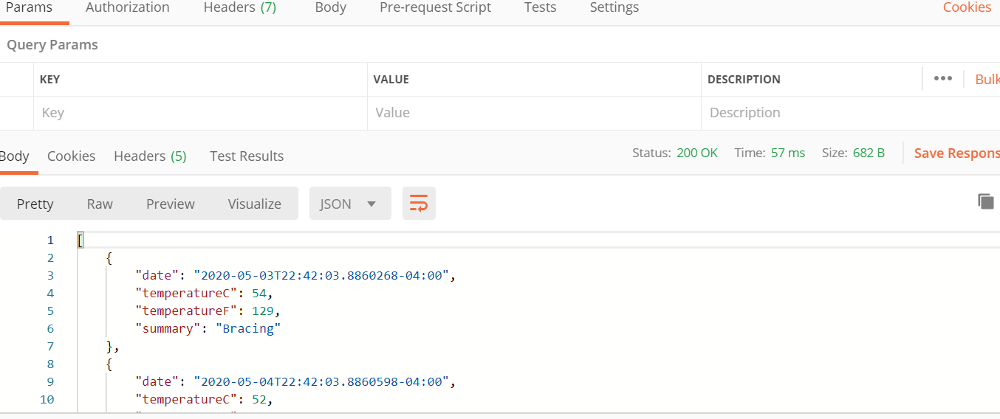 Params Authorization Headers (7) Body Pre-request Script Tests Settings Cookies
Query Params
KEY VALUE DESCRIPTION ••• Bulk
Key Value Description
Body Cookies Headers (5) Test Results Status: 200 OK Time: 57 ms Size: 682 B Save Respons
Pretty Raw Preview Visualize JSON
1 [
2 {
3 "date": "2020-05-03T22:42:03.8860268-04:00",
4 "temperatureC": 54,
5 "temperatureF": 129,
6 "summary": "Bracing"
7 },
8 {
9 "date": "2020-05-04T22:42:03.8860598-04:00",
10 "temperatureC": 52,